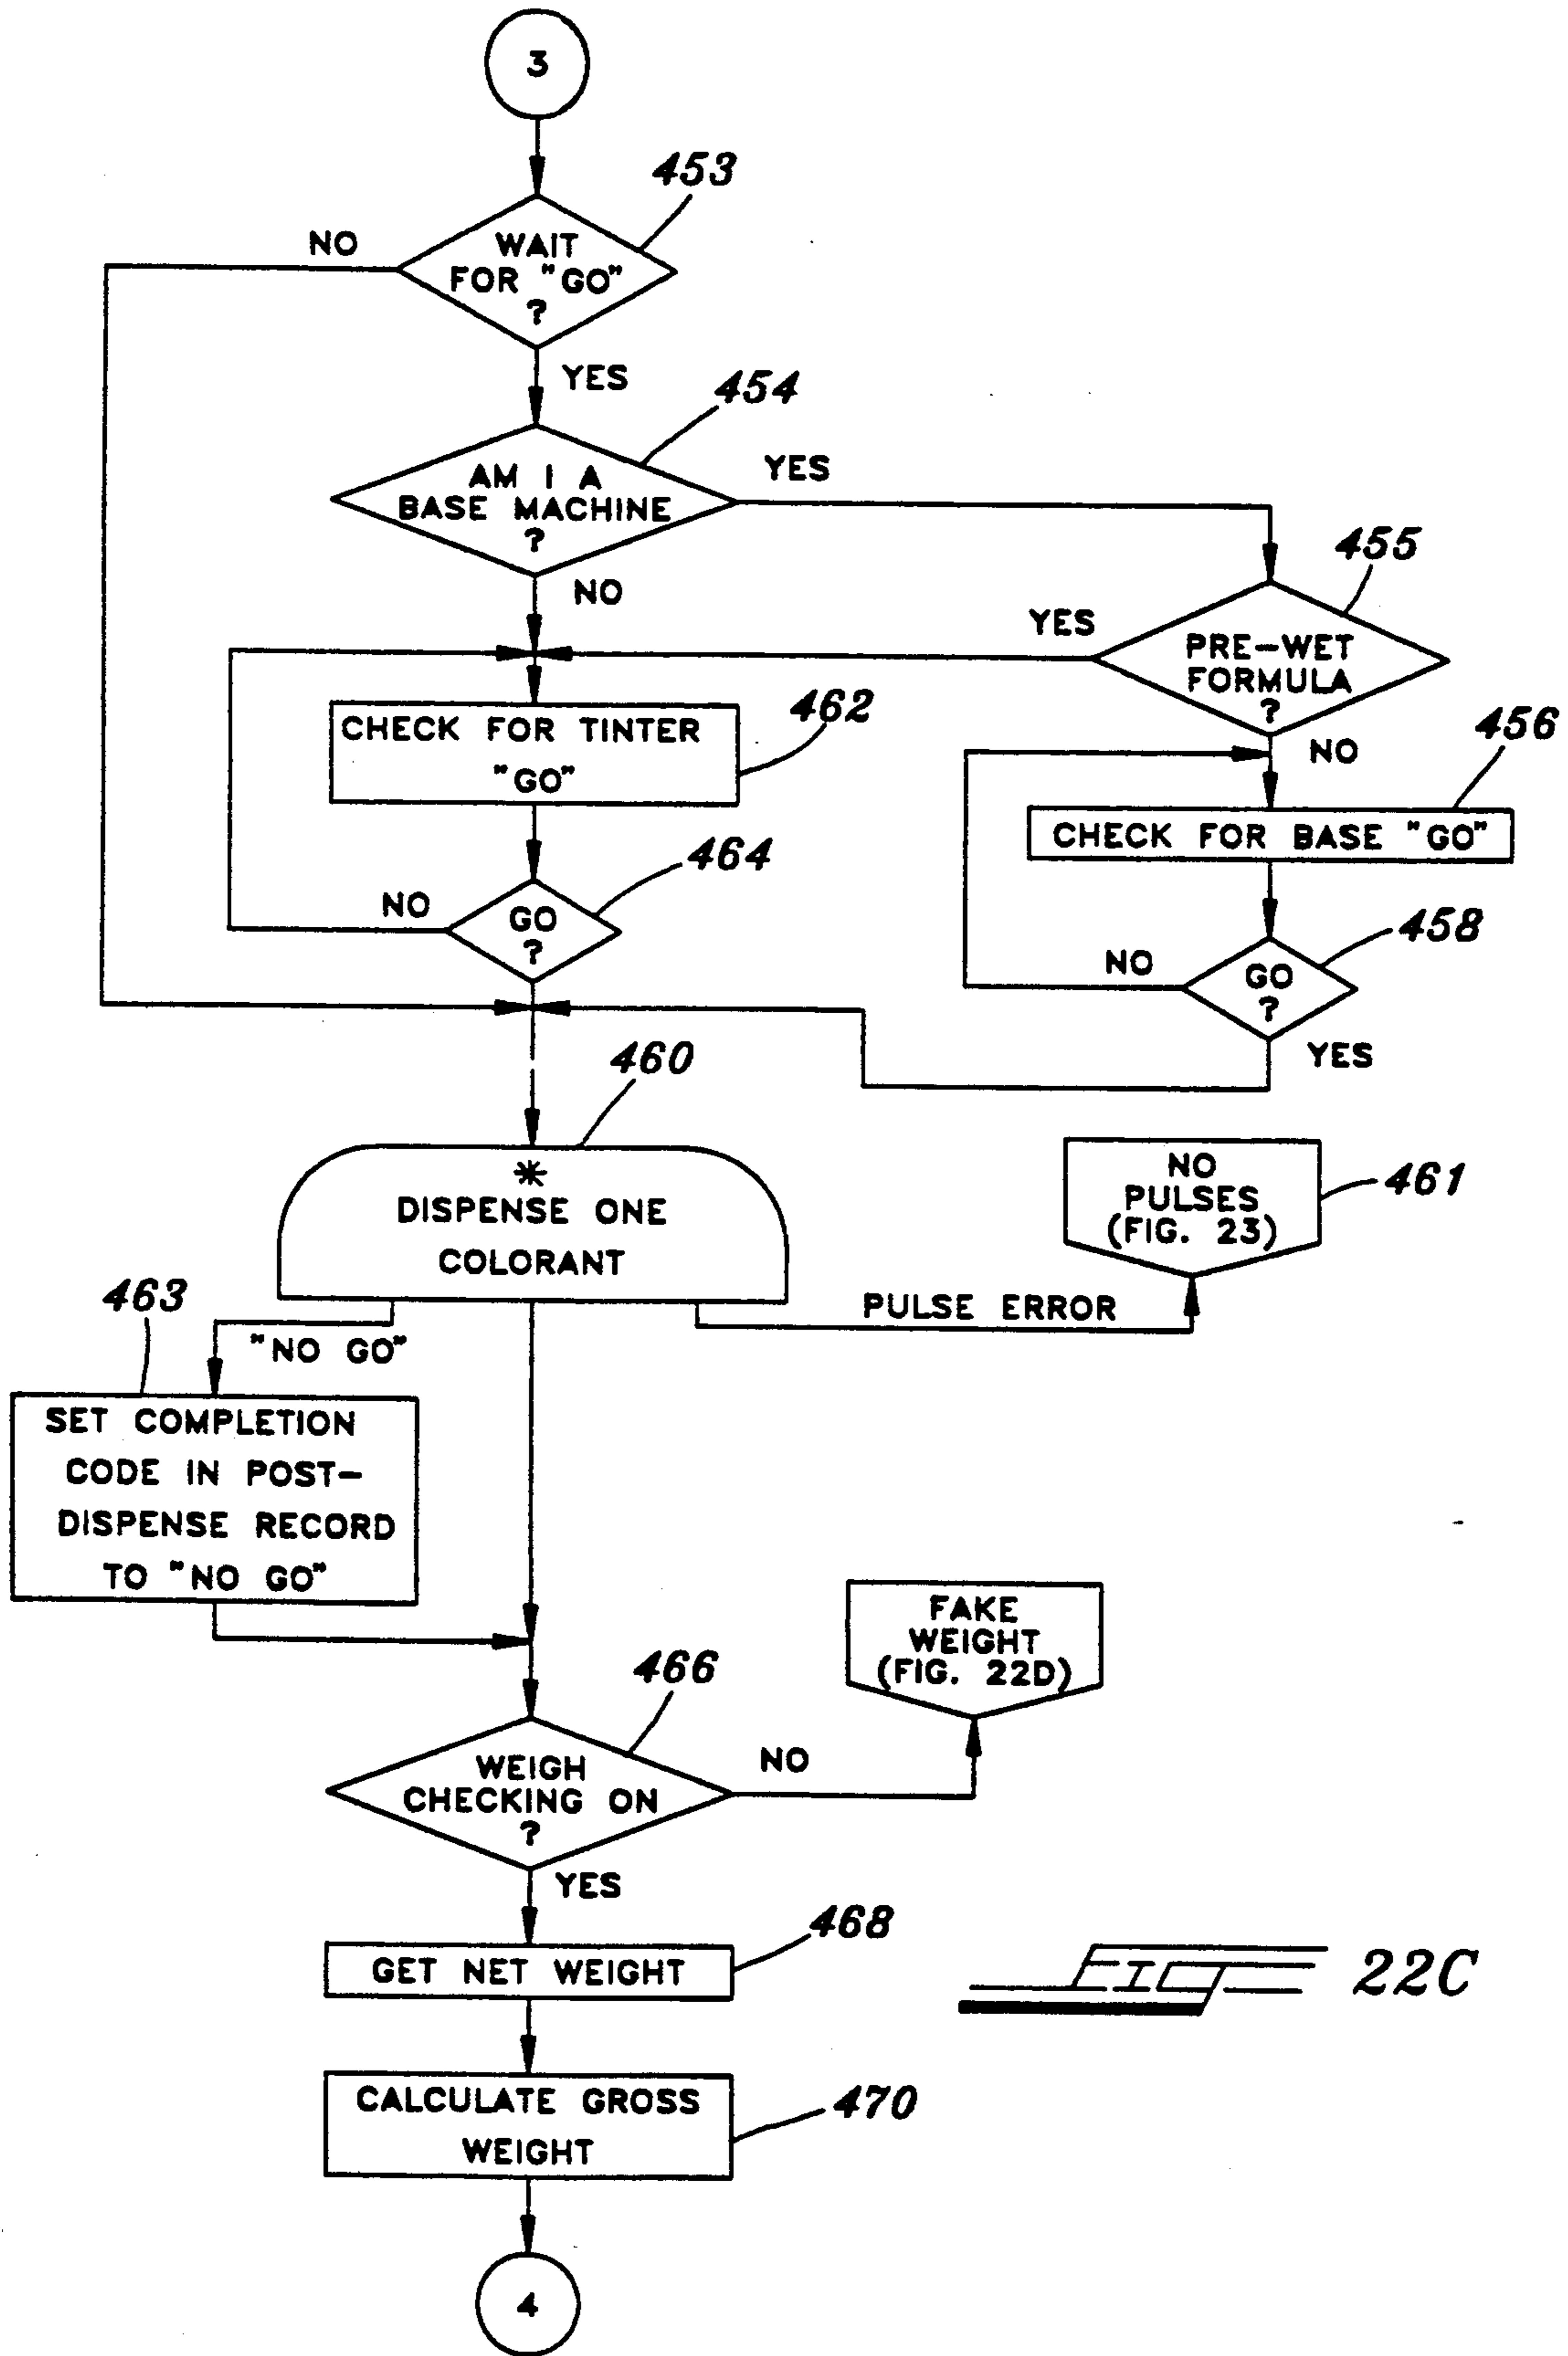 3
453
WAIT
FOR "GO"
?
NO
YES
454
AM I A
BASE MACHINE
?
YES
NO
455
PRE-WET
FORMULA
?
YES
NO
462
CHECK FOR TINTER
"GO"
456
CHECK FOR BASE "GO"
464
GO
?
NO
458
GO
?
NO
YES
460
*
DISPENSE ONE
COLORANT
461
NO
PULSES
(FIG. 23)
PULSE ERROR
463
"NO GO"
SET COMPLETION
CODE IN POST-
DISPENSE RECORD
TO "NO GO"
FAKE
WEIGHT
(FIG. 22D)
466
WEIGH
CHECKING ON
?
NO
YES
468
GET NET WEIGHT
FIG 22C
470
CALCULATE GROSS
WEIGHT
4